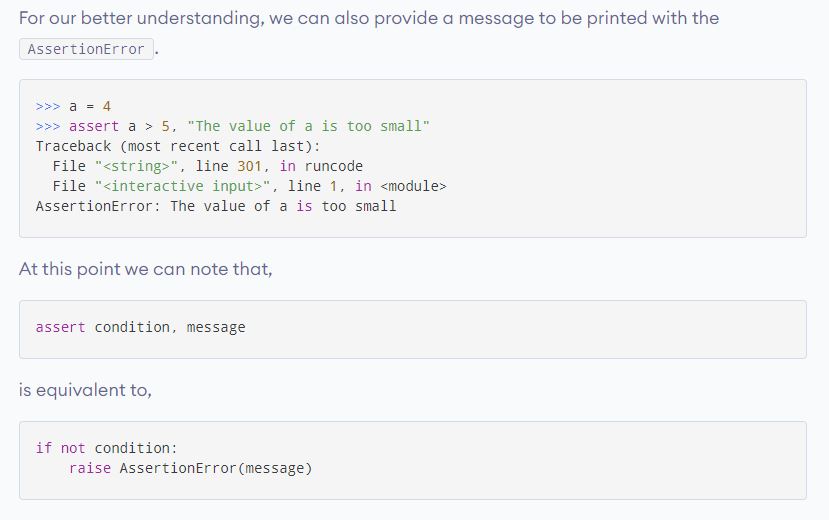 For our better understanding, we can also provide a message to be printed with the
AssertionError .
>>> a = 4
>>> assert a > 5, "The value of a is too small"
Traceback (most recent call last):
  File "<string>", line 301, in runcode
  File "<interactive input>", line 1, in <module>
AssertionError: The value of a is too small
At this point we can note that,
assert condition, message
is equivalent to,
if not condition:
    raise AssertionError(message)